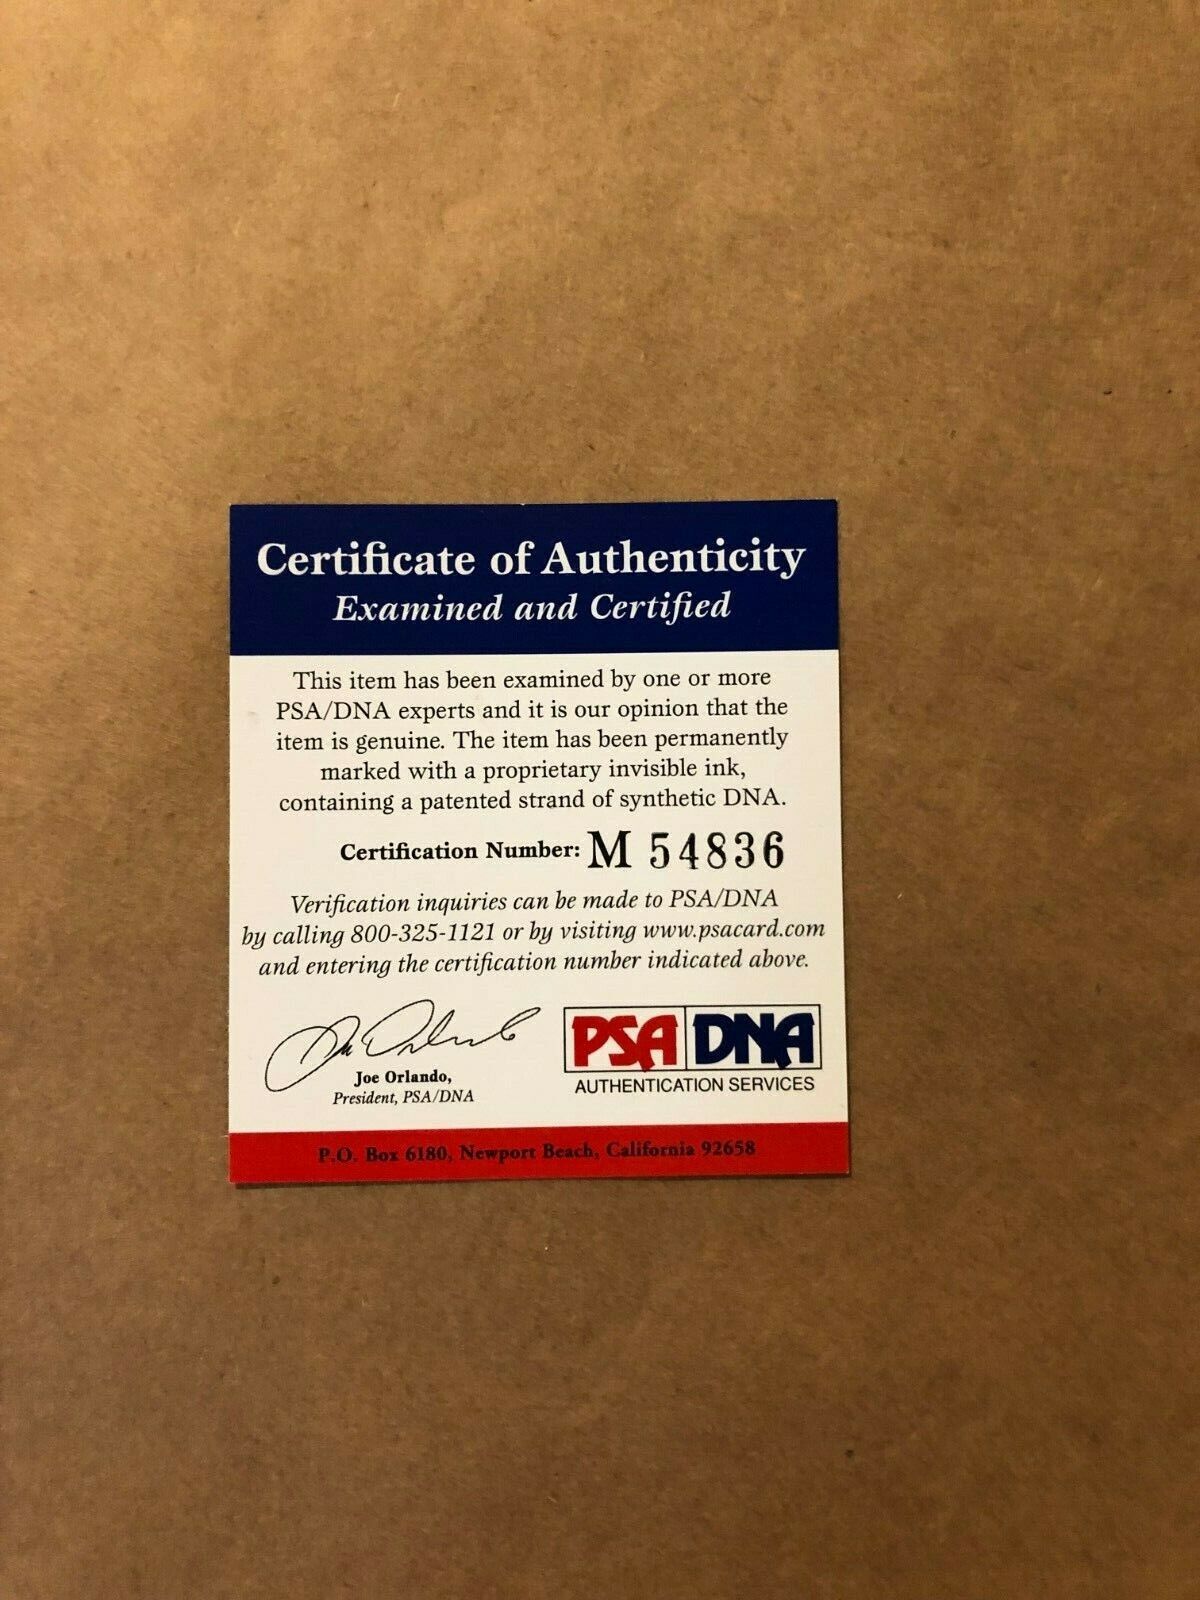 Certificate of Authenticity
Examined and Certified
This item has been examined by one or more
PSA/DNA experts and it is our opinion that the
item is genuine. The item has been permanently
marked with a proprietary invisible ink,
containing a patented strand of synthetic DNA.
Certification Number: M 54836
Verification inquiries can be made to PSA/DNA
by calling 800-325-1121 or by visiting www.psacard.com
and entering the certification number indicated above.
Joe Orlando,
President, PSA/DNA
PSA DNA
AUTHENTICATION SERVICES
P.O. Box 6180, Newport Beach, California 92658